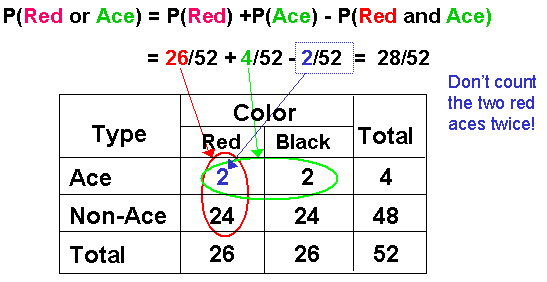 P(Red or Ace) = P(Red) +P(Ace) - P(Red and Ace)
= 26/52 + 4/52 - 2/52 = 28/52
Don't count
the two red
aces twice!
Type Color Total
Red Black
Ace 2 2 4
Non-Ace 24 24 48
Total 26 26 52